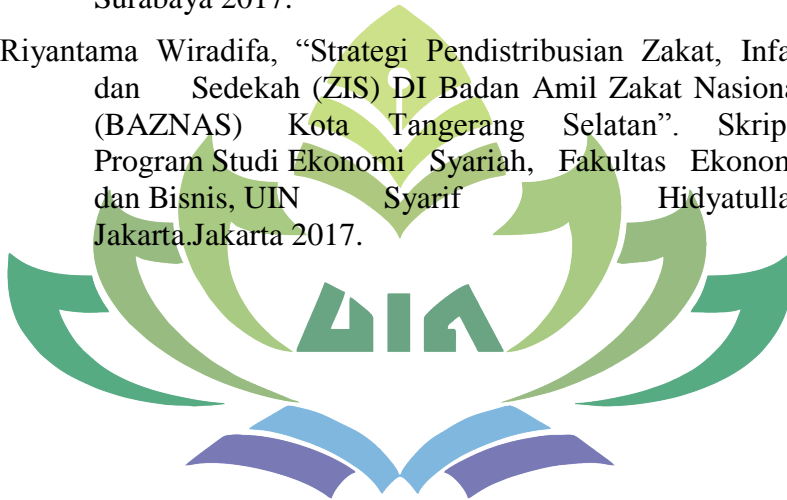 Surabaya 2017.
Riyantama Wiradifa, “Strategi Pendistribusian Zakat, Infa
dan Sedekah (ZIS) DI Badan Amil Zakat Nasiona
(BAZNAS) Kota Tangerang Selatan”. Skrip
Program Studi Ekonomi Syariah, Fakultas Ekonom
dan Bisnis, UIN Syarif Hidyatulla
Jakarta.Jakarta 2017.
UIN